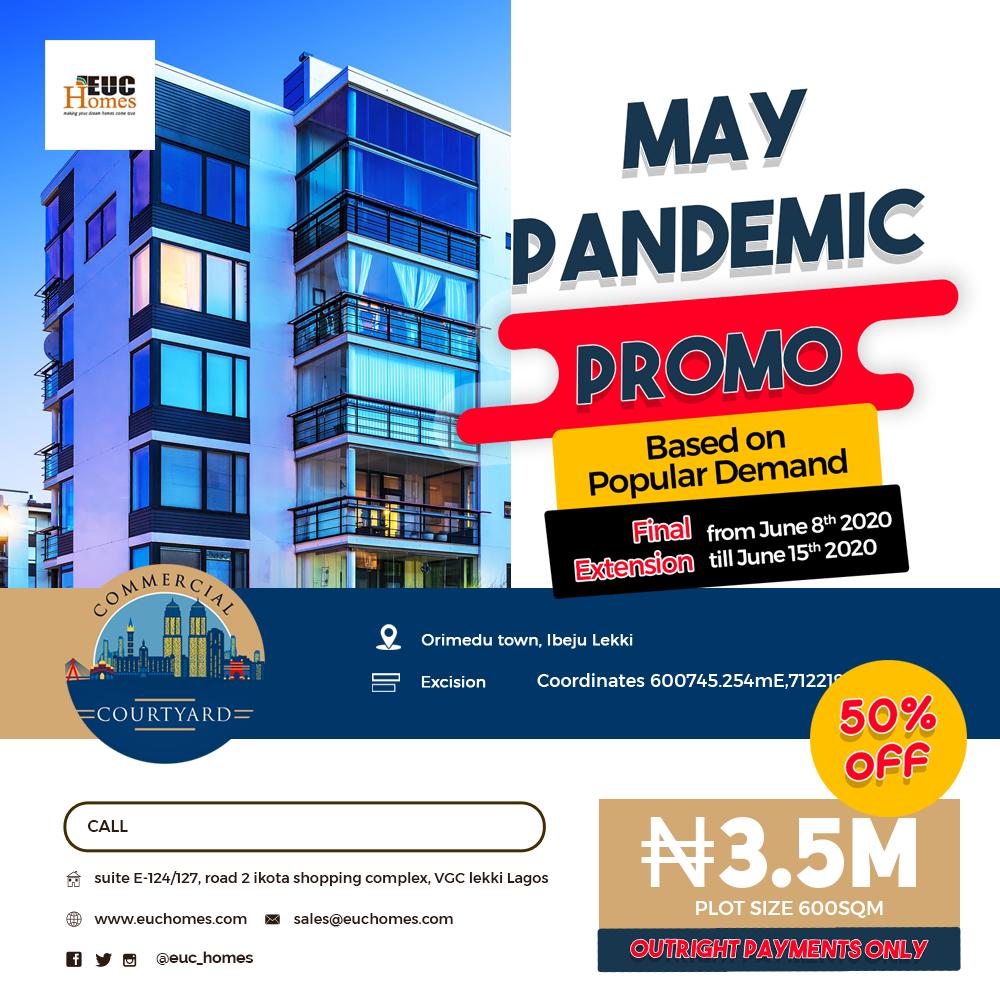 EUC
Homes
making your dream homes come true
MAY
PANDEMIC
PROMO
Based on
Popular Demand
Final Extension
from June 8th 2020
till June 15th 2020
COMMERCIAL
COURTYARD
Orimedu town, Ibeju Lekki
Excision Coordinates 600745.254mE,71221
50%
OFF
CALL
suite E-124/127, road 2 ikota shopping complex, VGC lekki Lagos
www.euchomes.com sales@euchomes.com
@euc_homes
₦3.5M
PLOT SIZE 600SQM
OUTRIGHT PAYMENTS ONLY